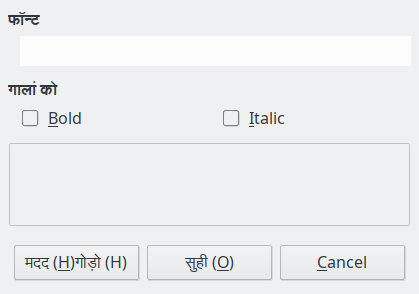 फॉन्ट
गालां को
Bold
Italic
मदद (H)गोड़ो (H)
सुही (O)
Cancel